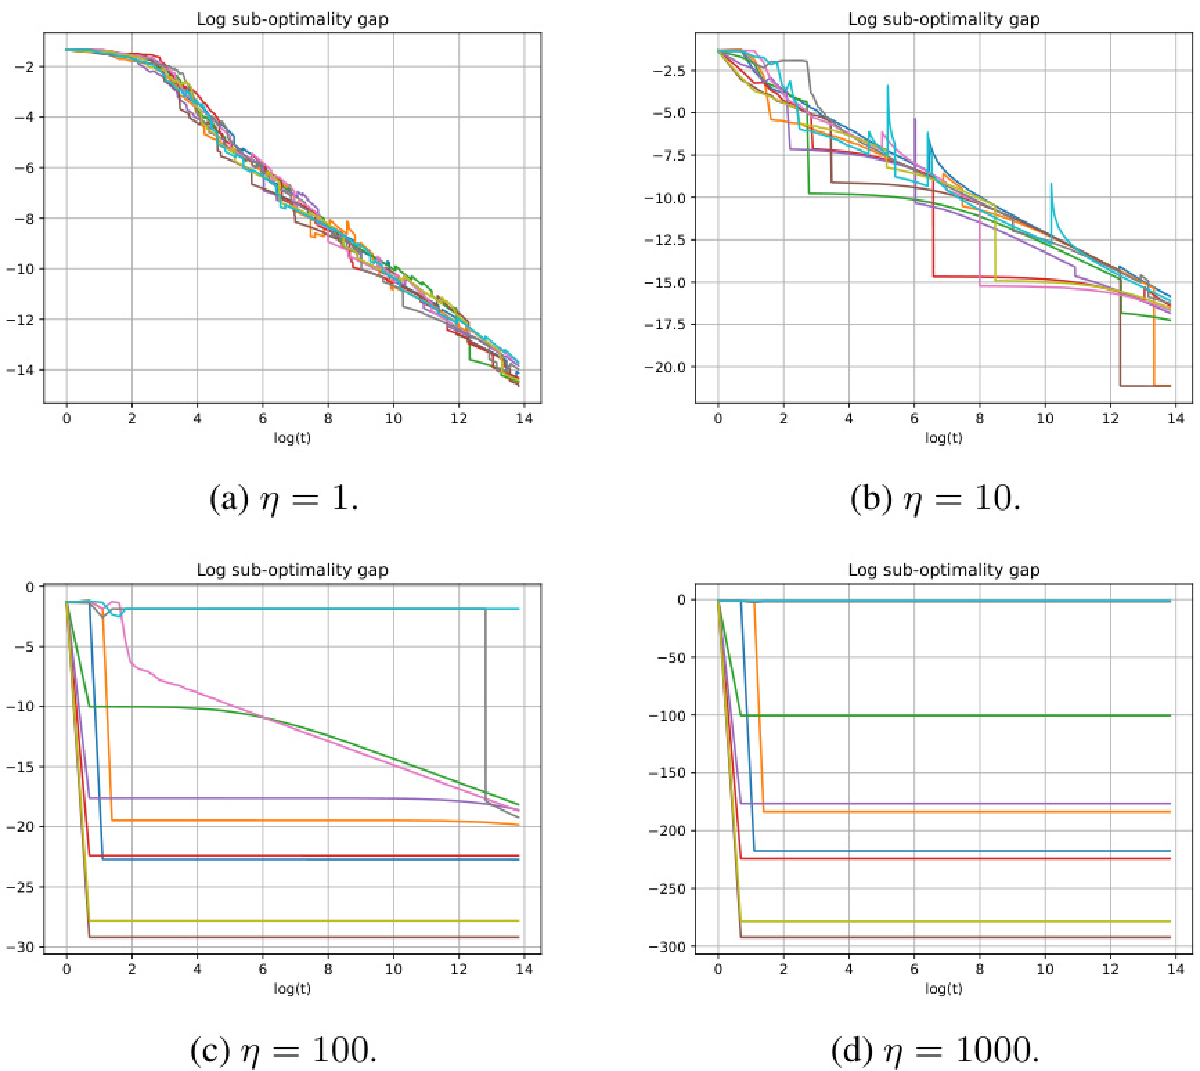 Log sub-optimality gap
−2
−4
−6
−8
−10
−12
−14
0 2 4 6 8 10 12 14
log(t)
(a) η = 1.
Log sub-optimality gap
−2.5
−5.0
−7.5
−10.0
−12.5
−15.0
−17.5
−20.0
0 2 4 6 8 10 12 14
log(t)
(b) η = 10.
Log sub-optimality gap
0
−5
−10
−15
−20
−25
−30
0 2 4 6 8 10 12 14
log(t)
(c) η = 100.
Log sub-optimality gap
0
−50
−100
−150
−200
−250
−300
0 2 4 6 8 10 12 14
log(t)
(d) η = 1000.